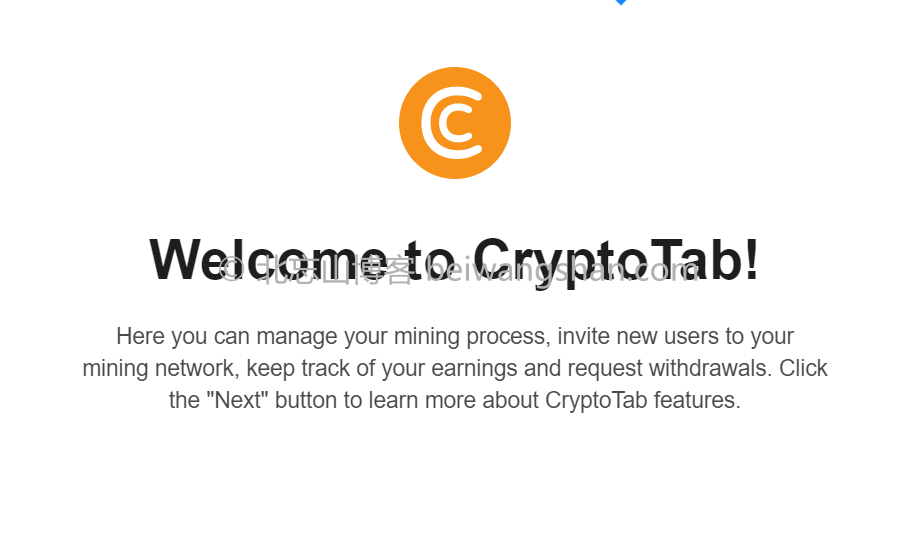 Welcome to CryptoTab!
© 北忘山博客 beiwangshan.com
Here you can manage your mining process, invite new users to your
mining network, keep track of your earnings and request withdrawals. Click
the "Next" button to learn more about CryptoTab features.